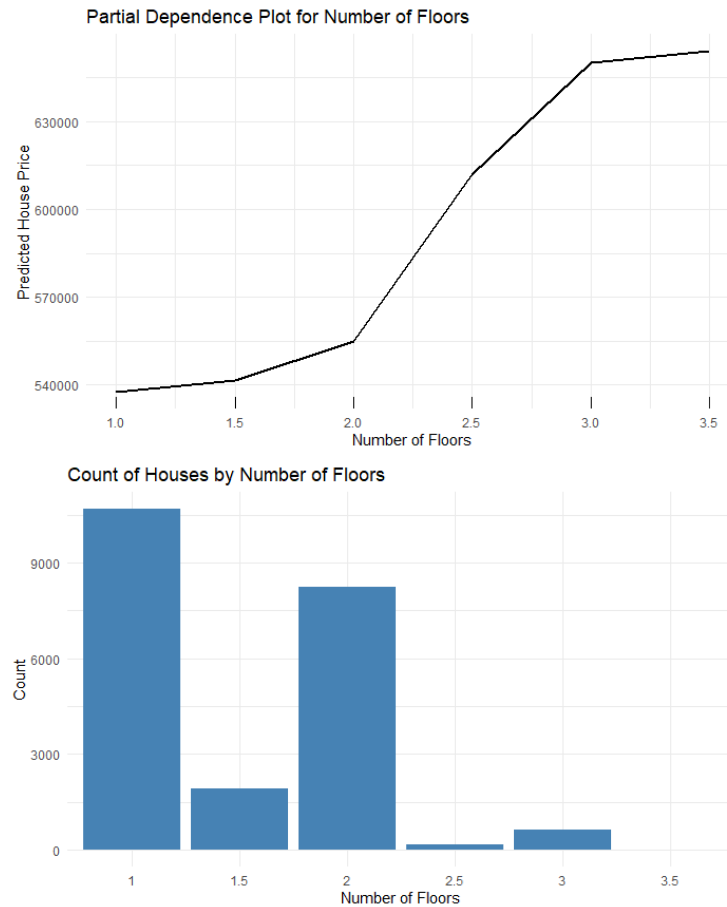 Partial Dependence Plot for Number of Floors
Predicted House Price
630000
600000
570000
540000
1.0 1.5 2.0 2.5 3.0 3.5
Number of Floors
Count of Houses by Number of Floors
Count
9000
6000
3000
0
1 1.5 2 2.5 3 3.5
Number of Floors